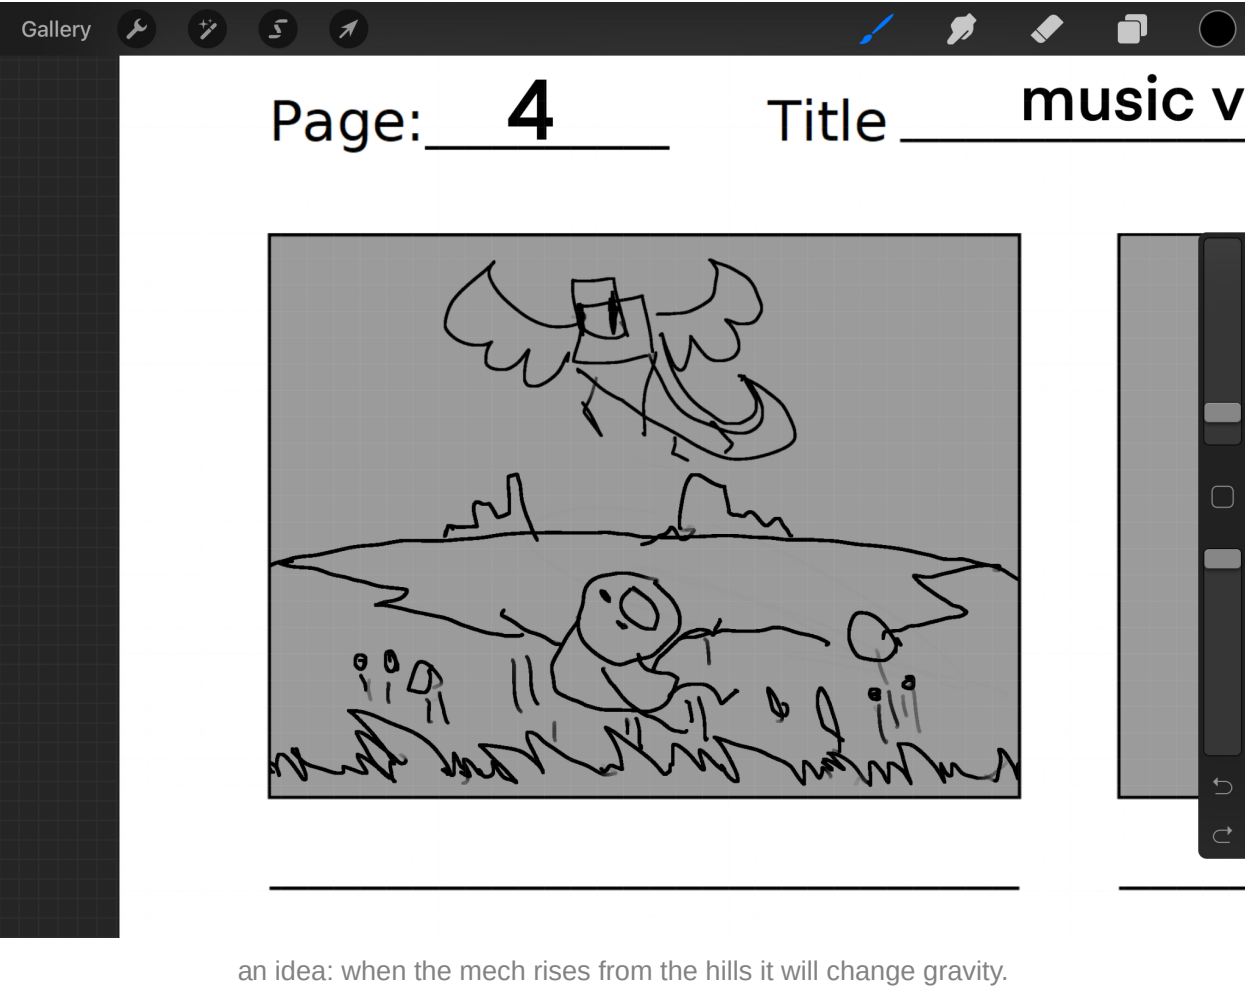 Gallery
Page: 4 Title music v
an idea: when the mech rises from the hills it will change gravity.